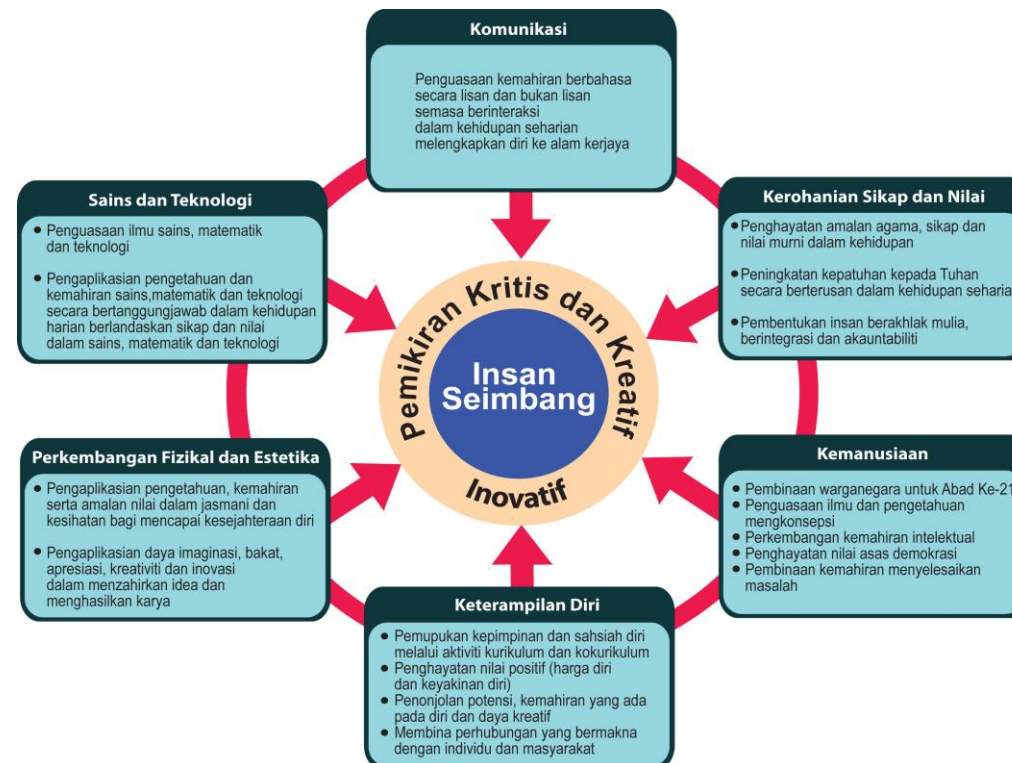 Komunikasi
Penguasaan kemahiran berbahasa
secara lisan dan bukan lisan
semasa berinteraksi
dalam kehidupan seharian
melengkapkan diri ke alam kerjaya
Sains dan Teknologi
• Penguasaan ilmu sains, matematik
dan teknologi
• Pengaplikasian pengetahuan dan
kemahiran sains,matematik dan teknologi
secara bertanggungjawab dalam kehidupan
harian berlandaskan sikap dan nilai
dalam sains, matematik dan teknologi
Kerohanian Sikap dan Nilai
• Penghayatan amalan agama, sikap dan
nilai murni dalam kehidupan
• Peningkatan kepatuhan kepada Tuhan
secara berterusan dalam kehidupan seharia
• Pembentukan insan berakhlak mulia,
berintegrasi dan akauntabiliti
Pemikiran Kritis dan Kreatif
Insan
Seimbang
Inovatif
Perkembangan Fizikal dan Estetika
• Pengaplikasian pengetahuan, kemahiran
serta amalan nilai dalam jasmani dan
kesihatan bagi mencapai kesejahteraan diri
• Pengaplikasian daya imaginasi, bakat,
apresiasi, kreativiti dan inovasi
dalam menzahirkan idea dan
menghasilkan karya
Kemanusiaan
• Pembinaan warganegara untuk Abad Ke-21
• Penguasaan ilmu dan pengetahuan
mengkonsepsi
• Perkembangan kemahiran intelektual
• Penghayatan nilai asas demokrasi
• Pembinaan kemahiran menyelesaikan
masalah
Keterampilan Diri
• Pemupukan kepimpinan dan sahsiah diri
melalui aktiviti kurikulum dan kokurikulum
• Penghayatan nilai positif (harga diri
dan keyakinan diri)
• Penonjolan potensi, kemahiran yang ada
pada diri dan daya kreatif
• Membina perhubungan yang bermakna
dengan individu dan masyarakat